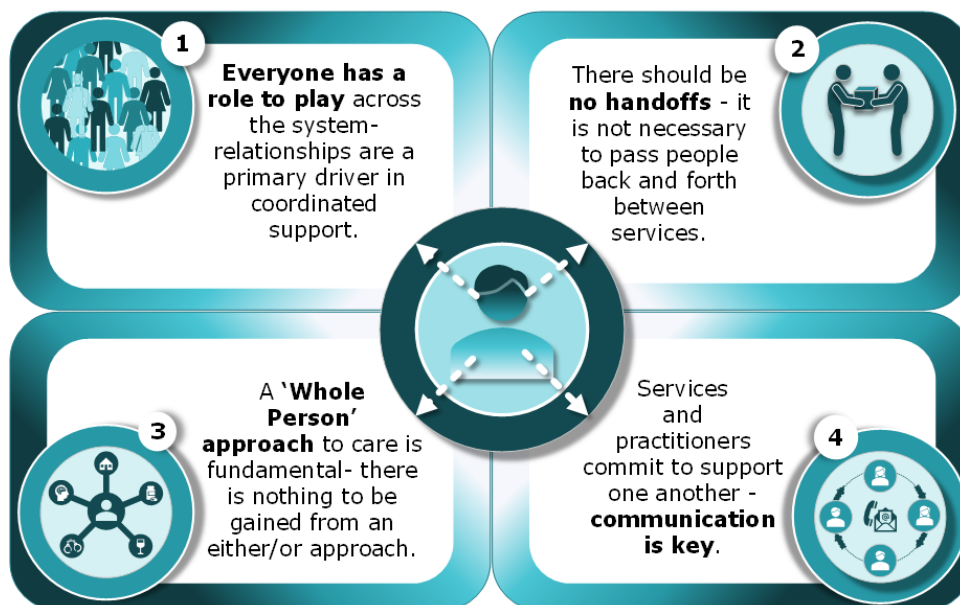 1
Everyone has a
role to play across
the system-
relationships are a
primary driver in
coordinated
support.
2
There should be
no handoffs - it
is not necessary
to pass people
back and forth
between
services.
3
A ‘Whole
Person’
approach to care is
fundamental- there
is nothing to be
gained from an
either/or approach.
4
Services
and
practitioners
commit to support
one another -
communication
is key.